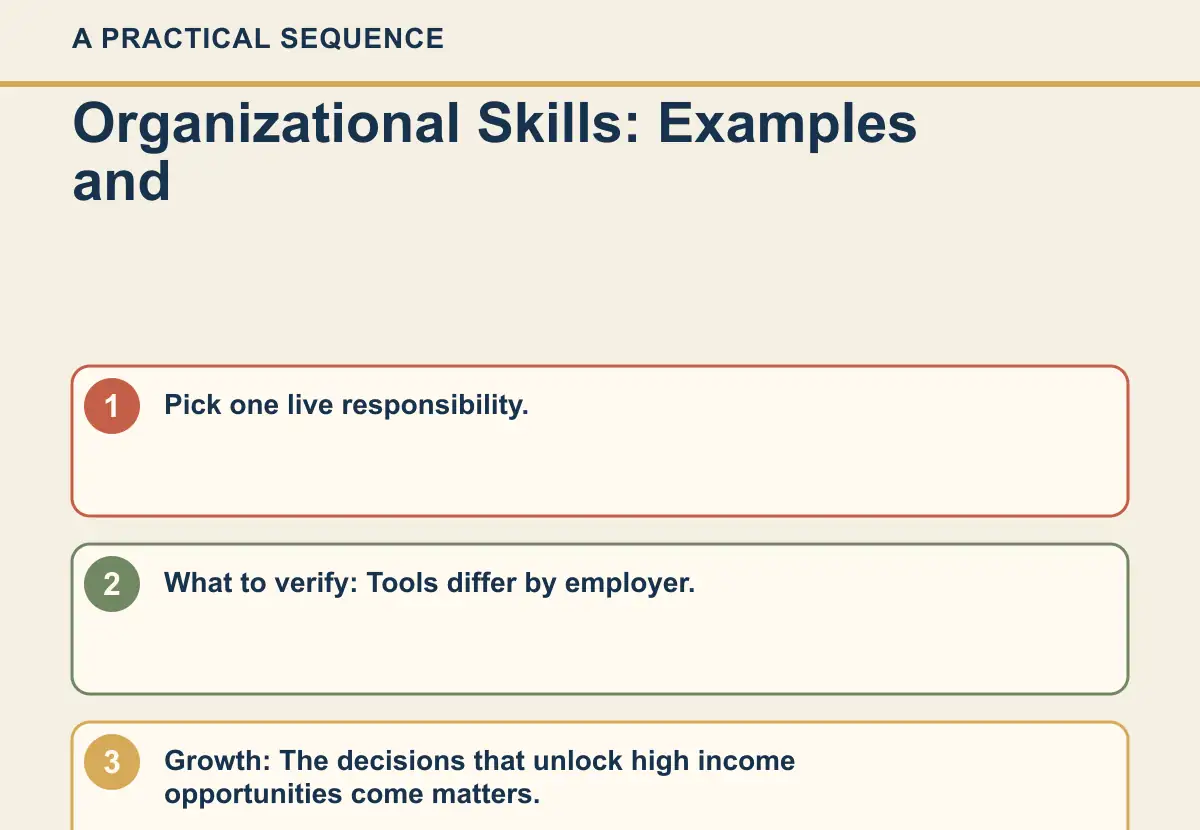 A PRACTICAL SEQUENCE
Organizational Skills: Examples
and
1
Pick one live responsibility.
2
What to verify: Tools differ by employer.
3
Growth: The decisions that unlock high income
opportunities come matters.